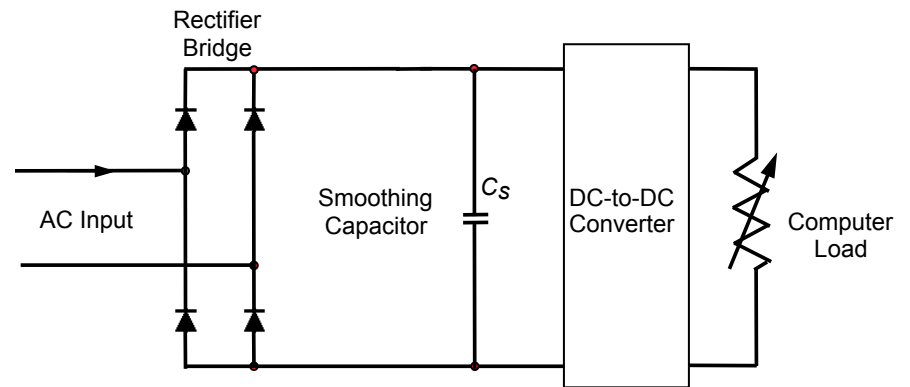 Rectifier
Bridge
AC Input
Smoothing
Capacitor
Cs
DC-to-DC
Converter
Computer
Load